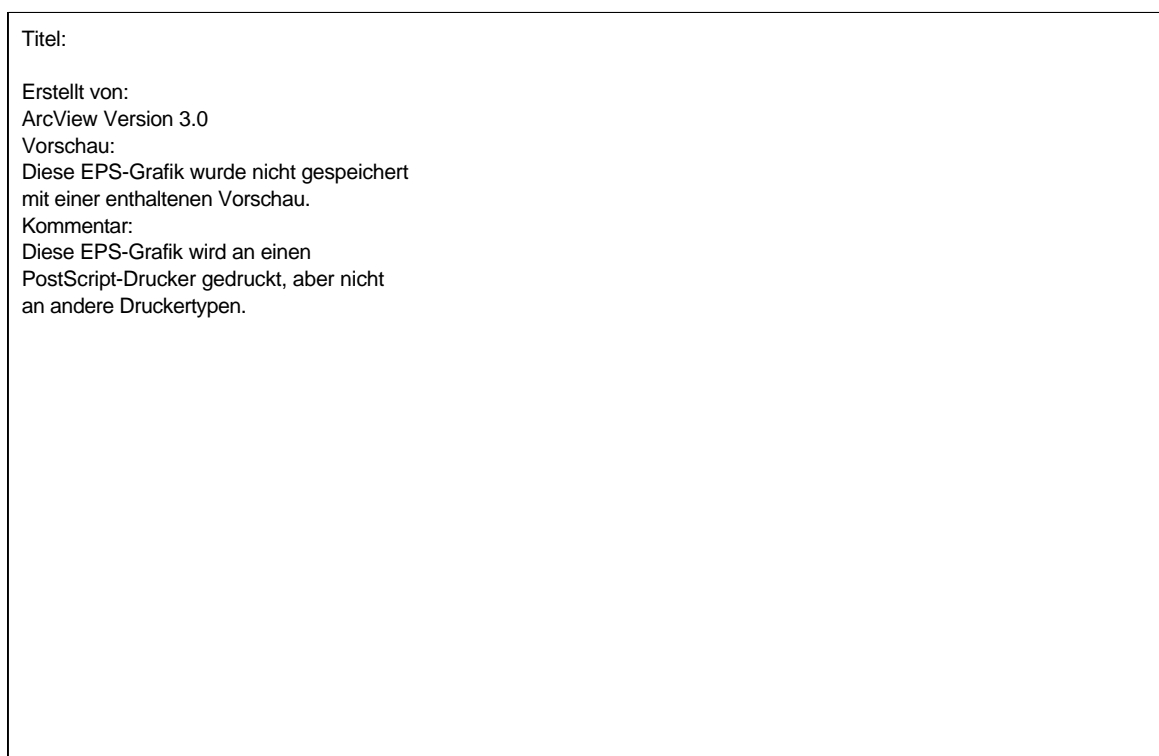 Titel:
Erstellt von:
ArcView Version 3.0
Vorschau:
Diese EPS-Grafik wurde nicht gespeichert
mit einer enthaltenen Vorschau.
Kommentar:
Diese EPS-Grafik wird an einen
PostScript-Drucker gedruckt, aber nicht
an andere Druckertypen.